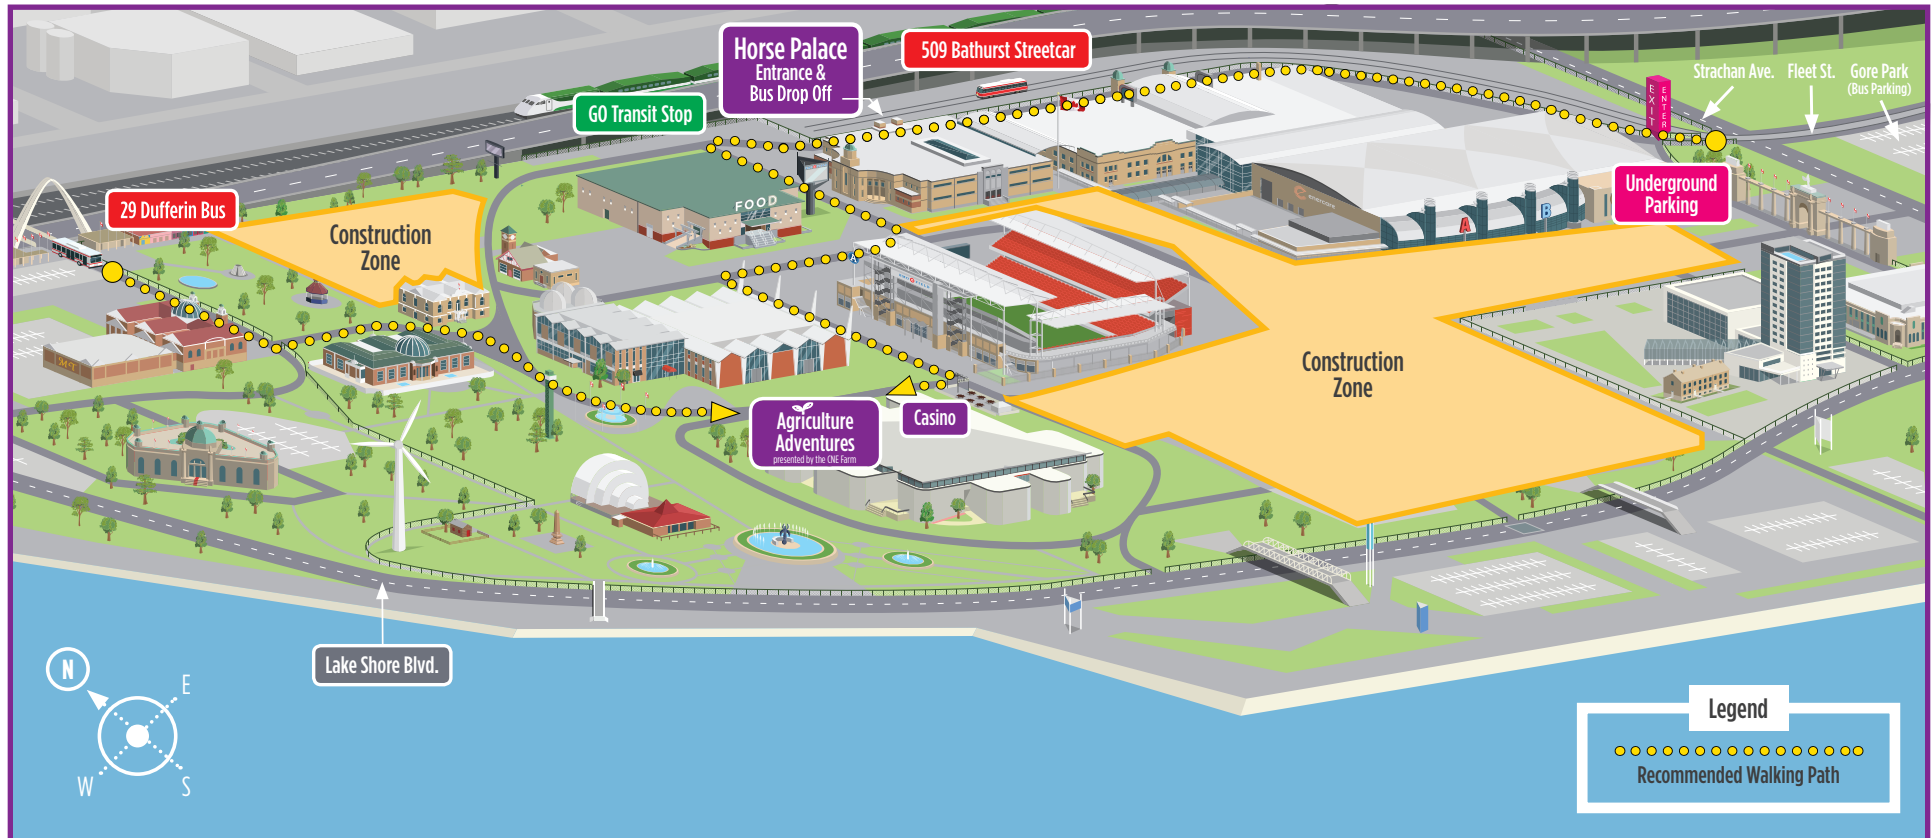 Horse Palace
Entrance &
Bus Drop Off
509 Bathurst Streetcar
GO Transit Stop
EXIT
ENTER
Strachan Ave.
Fleet St.
Gore Park
(Bus Parking)
29 Dufferin Bus
Construction
Zone
FOOD
Underground
Parking
A
B
Construction
Zone
Agriculture
Adventures
presented by the CNE Farm
Casino
Lake Shore Blvd.
N
E
W
S
Legend
Recommended Walking Path